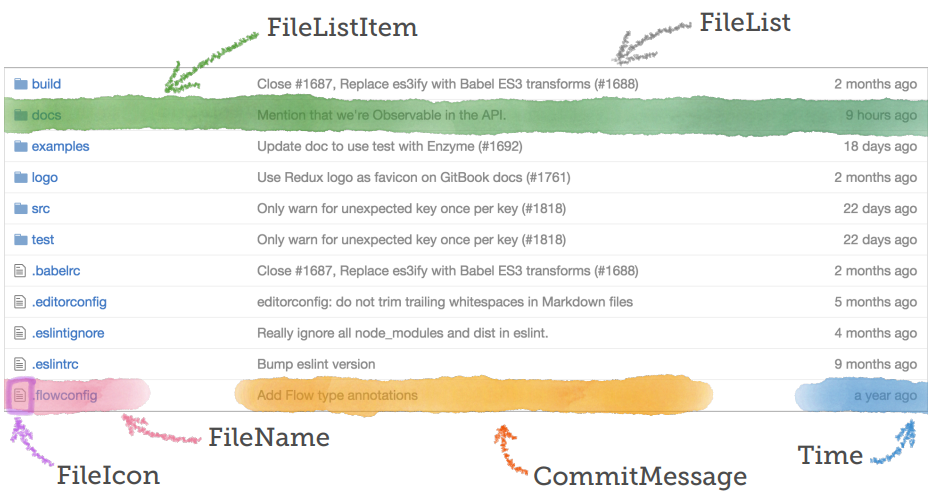 FileListItem
FileList
build Close #1687, Replace es3ify with Babel ES3 transforms (#1688) 2 months ago
docs Mention that we're Observable in the API. 9 hours ago
examples Update doc to use test with Enzyme (#1692) 18 days ago
logo Use Redux logo as favicon on GitBook docs (#1761) 2 months ago
src Only warn for unexpected key once per key (#1818) 22 days ago
test Only warn for unexpected key once per key (#1818) 22 days ago
.babelrc Close #1687, Replace es3ify with Babel ES3 transforms (#1688) 2 months ago
.editorconfig editorconfig: do not trim trailing whitespaces in Markdown files 5 months ago
.eslintignore Really ignore all node_modules and dist in eslint. 4 months ago
.eslintrc Bump eslint version 9 months ago
.flowconfig Add Flow type annotations a year ago
FileName
Time
FileIcon
CommitMessage